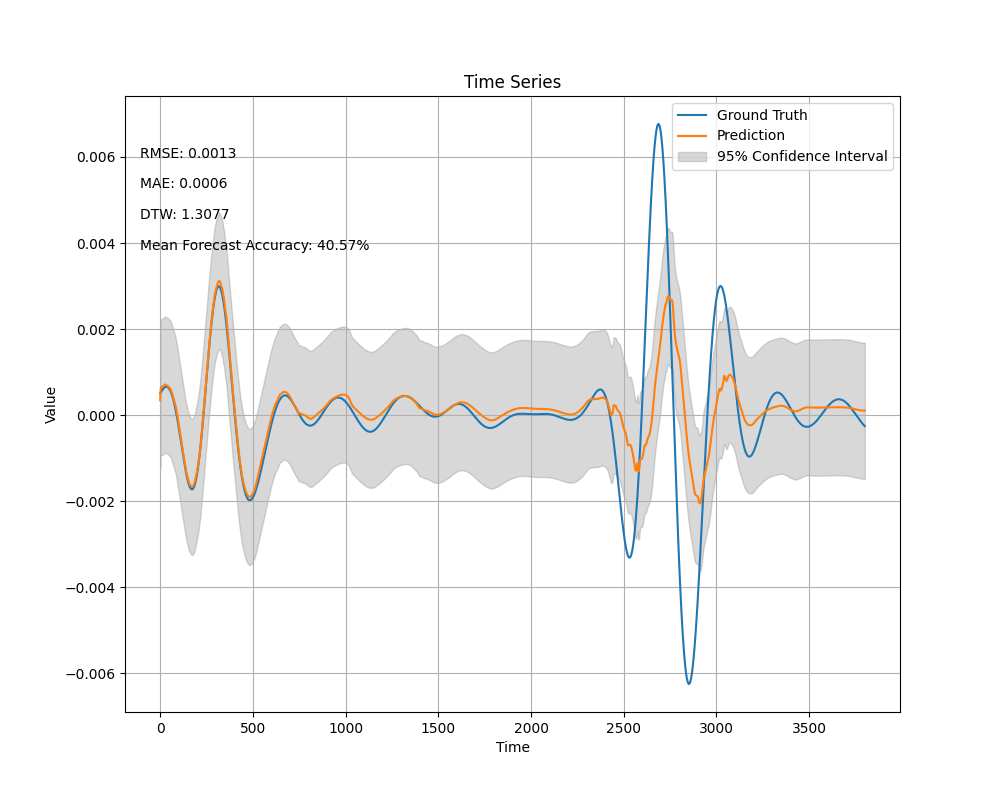 Time Series
Ground Truth
Prediction
95% Confidence Interval
RMSE: 0.0013
MAE: 0.0006
DTW: 1.3077
Mean Forecast Accuracy: 40.57%
Value
0.006
0.004
0.002
0.000
−0.002
−0.004
−0.006
0 500 1000 1500 2000 2500 3000 3500
Time